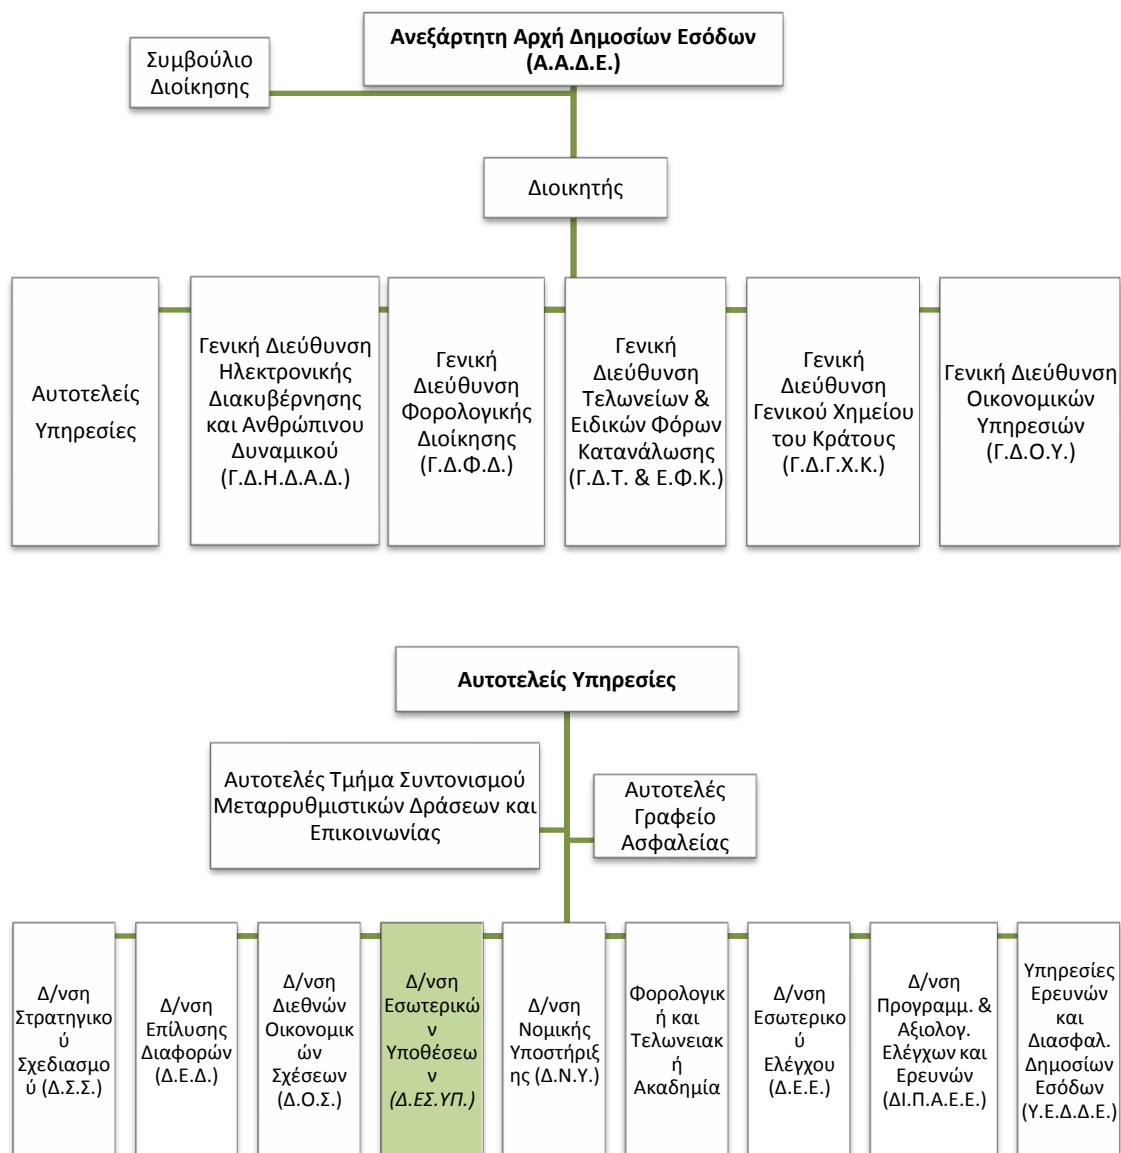 Ανεξάρτητη Αρχή Δημοσίων Εσόδων
(Α.Α.Δ.Ε.)
Συμβούλιο
Διοίκησης
Διοικητής
Αυτοτελείς
Υπηρεσίες
Γενική Διεύθυνση
Ηλεκτρονικής
Διακυβέρνησης
και Ανθρώπινου
Δυναμικού
(Γ.Δ.Η.Δ.Α.Δ.)
Γενική
Διεύθυνση
Φορολογικής
Διοίκησης
(Γ.Δ.Φ.Δ.)
Γενική
Διεύθυνση
Τελωνείων &
Ειδικών Φόρων
Κατανάλωσης
(Γ.Δ.Τ. & Ε.Φ.Κ.)
Γενική
Διεύθυνση
Γενικού Χημείου
του Κράτους
(Γ.Δ.Γ.Χ.Κ.)
Γενική Διεύθυνση
Οικονομικών
Υπηρεσιών
(Γ.Δ.Ο.Υ.)
Αυτοτελείς Υπηρεσίες
Αυτοτελές Τμήμα Συντονισμού
Μεταρρυθμιστικών Δράσεων και
Επικοινωνίας
Αυτοτελές
Γραφείο
Ασφαλείας
Δ/νση
Στρατηγικο
ύ
Σχεδιασμο
ύ (Δ.Σ.Σ.)
Δ/νση
Επίλυσης
Διαφορών
(Δ.Ε.Δ.)
Δ/νση
Διεθνών
Οικονομικ
ών
Σχέσεων
(Δ.Ο.Σ.)
Δ/νση
Εσωτερικώ
ν
Υποθέσεω
ν
(Δ.ΕΣ.ΥΠ.)
Δ/νση
Νομικής
Υποστήριξ
ης (Δ.Ν.Υ.)
Φορολογικ
ή και
Τελωνειακ
ή
Ακαδημία
Δ/νση
Εσωτερικο
ύ
Ελέγχου
(Δ.Ε.Ε.)
Δ/νση
Προγραμμ. &
Αξιολογ.
Ελέγχων και
Ερευνών
(ΔΙ.Π.Α.Ε.Ε.)
Υπηρεσίες
Ερευνών
και
Διασφαλ.
Δημοσίων
Εσόδων
(Υ.Ε.Δ.Δ.Ε.)